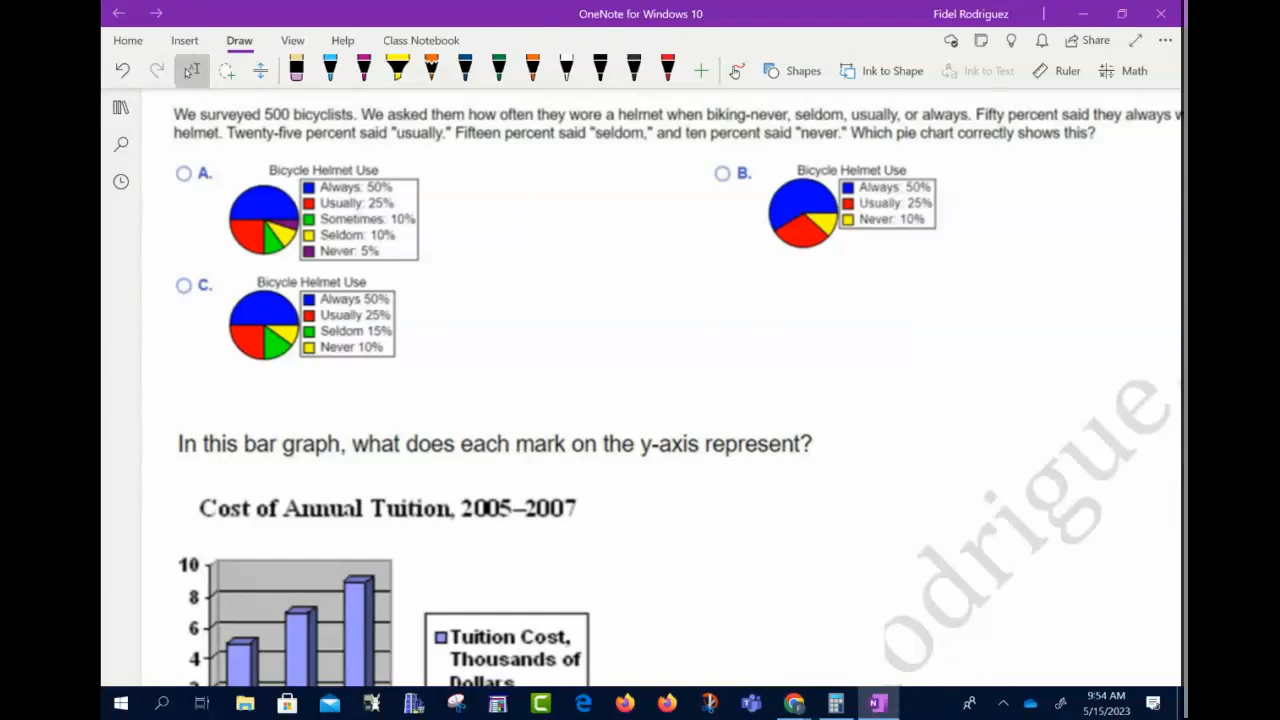 OneNote for Windows 10
Fidel Rodriguez
Home Insert Draw View Help Class Notebook
Share
Shapes Ink to Shape Ink to Text Ruler Math
We surveyed 500 bicyclists. We asked them how often they wore a helmet when biking-never, seldom, usually, or always. Fifty percent said they always w
helmet. Twenty-five percent said "usually." Fifteen percent said "seldom," and ten percent said "never." Which pie chart correctly shows this?
A.
Bicycle Helmet Use
Always: 50%
Usually: 25%
Sometimes: 10%
Seldom: 10%
Never: 5%
B.
Bicycle Helmet Use
Always: 50%
Usually: 25%
Never: 10%
C.
Bicycle Helmet Use
Always 50%
Usually 25%
Seldom 15%
Never 10%
In this bar graph, what does each mark on the y-axis represent?
Cost of Annual Tuition, 2005–2007
10
8
6
4
Tuition Cost,
Thousands of
Dollars
odrigue
9:54 AM
5/15/2023